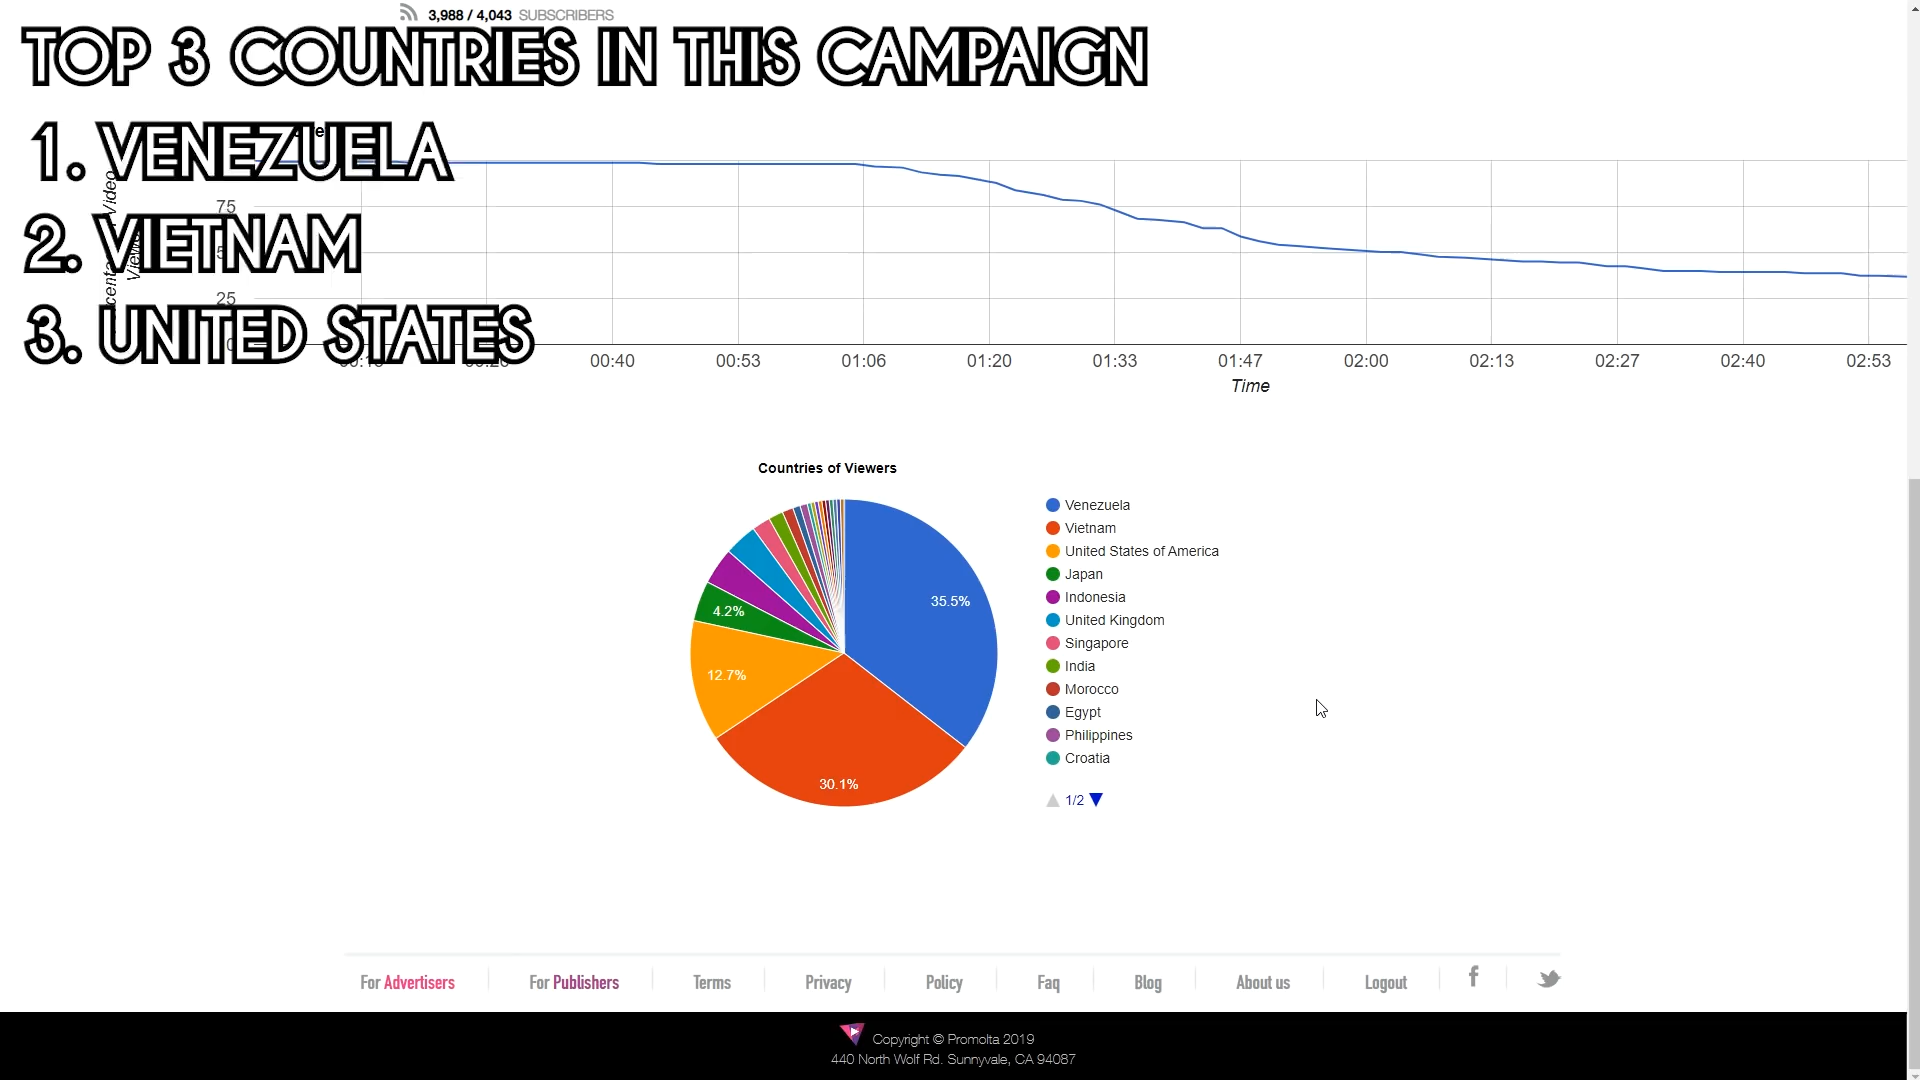 3,988 / 4,043 SUBSCRIBERS
TOP 3 COUNTRIES IN THIS CAMPAIGN
1. VENEZUELA
2. VIETNAM
3. UNITED STATES
75
25
00:40 00:53 01:06 01:20 01:33 01:47 02:00 02:13 02:27 02:40 02:53
Time
Countries of Viewers
35.5%
30.1%
12.7%
4.2%
Venezuela
Vietnam
United States of America
Japan
Indonesia
United Kingdom
Singapore
India
Morocco
Egypt
Philippines
Croatia
1/2
For Advertisers
For Publishers
Terms
Privacy
Policy
Faq
Blog
About us
Logout
Copyright © Promolta 2019
440 North Wolf Rd. Sunnyvale, CA 94087